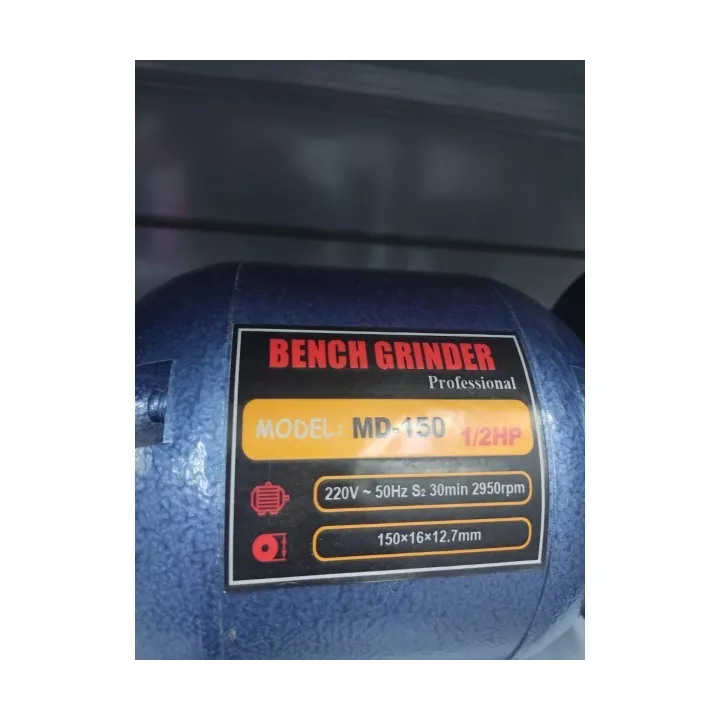 BENCH GRINDER
Professional
MODEL: MD-150 1/2HP
220V ~ 50Hz S₂ 30min 2950rpm
150×16×12.7mm